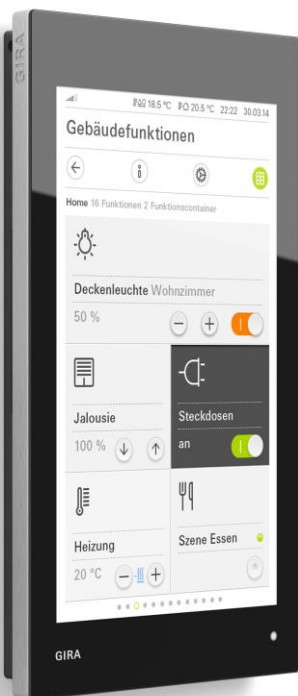 GIRA
18.5 °C 20.5 °C 22:22 30.03.14
Gebäudefunktionen
Home 16 Funktionen 2 Funktionscontainer
Deckenleuchte Wohnzimmer
50 %
Jalousie
100 %
Steckdosen
an
Heizung
20 °C
Szene Essen
GIRA